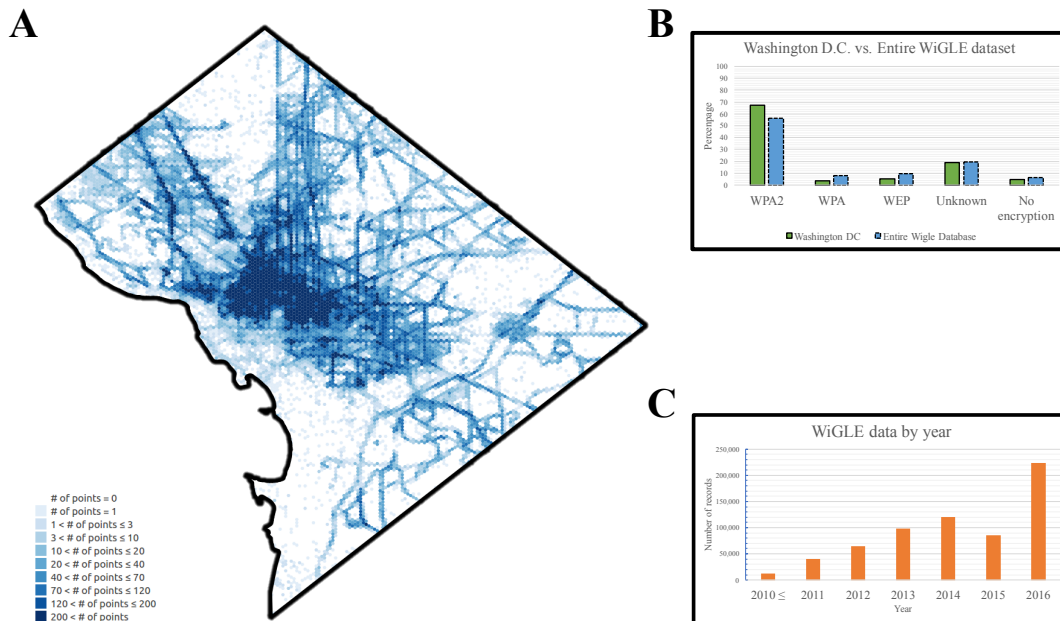 A
# of points = 0
# of points = 1
1 < # of points ≤ 3
3 < # of points ≤ 10
10 < # of points ≤ 20
20 < # of points ≤ 40
40 < # of points ≤ 70
70 < # of points ≤ 120
120 < # of points ≤ 200
200 < # of points
B
Washington D.C. vs. Entire WiGLE dataset
Percenpage
100
90
80
70
60
50
40
30
20
10
0
WPA2 WPA WEP Unknown No
encryption
Washington DC Entire Wigle Database
C
WiGLE data by year
Number of records
250,000
200,000
150,000
100,000
50,000
0
2010 ≤ 2011 2012 2013 2014 2015 2016
Year